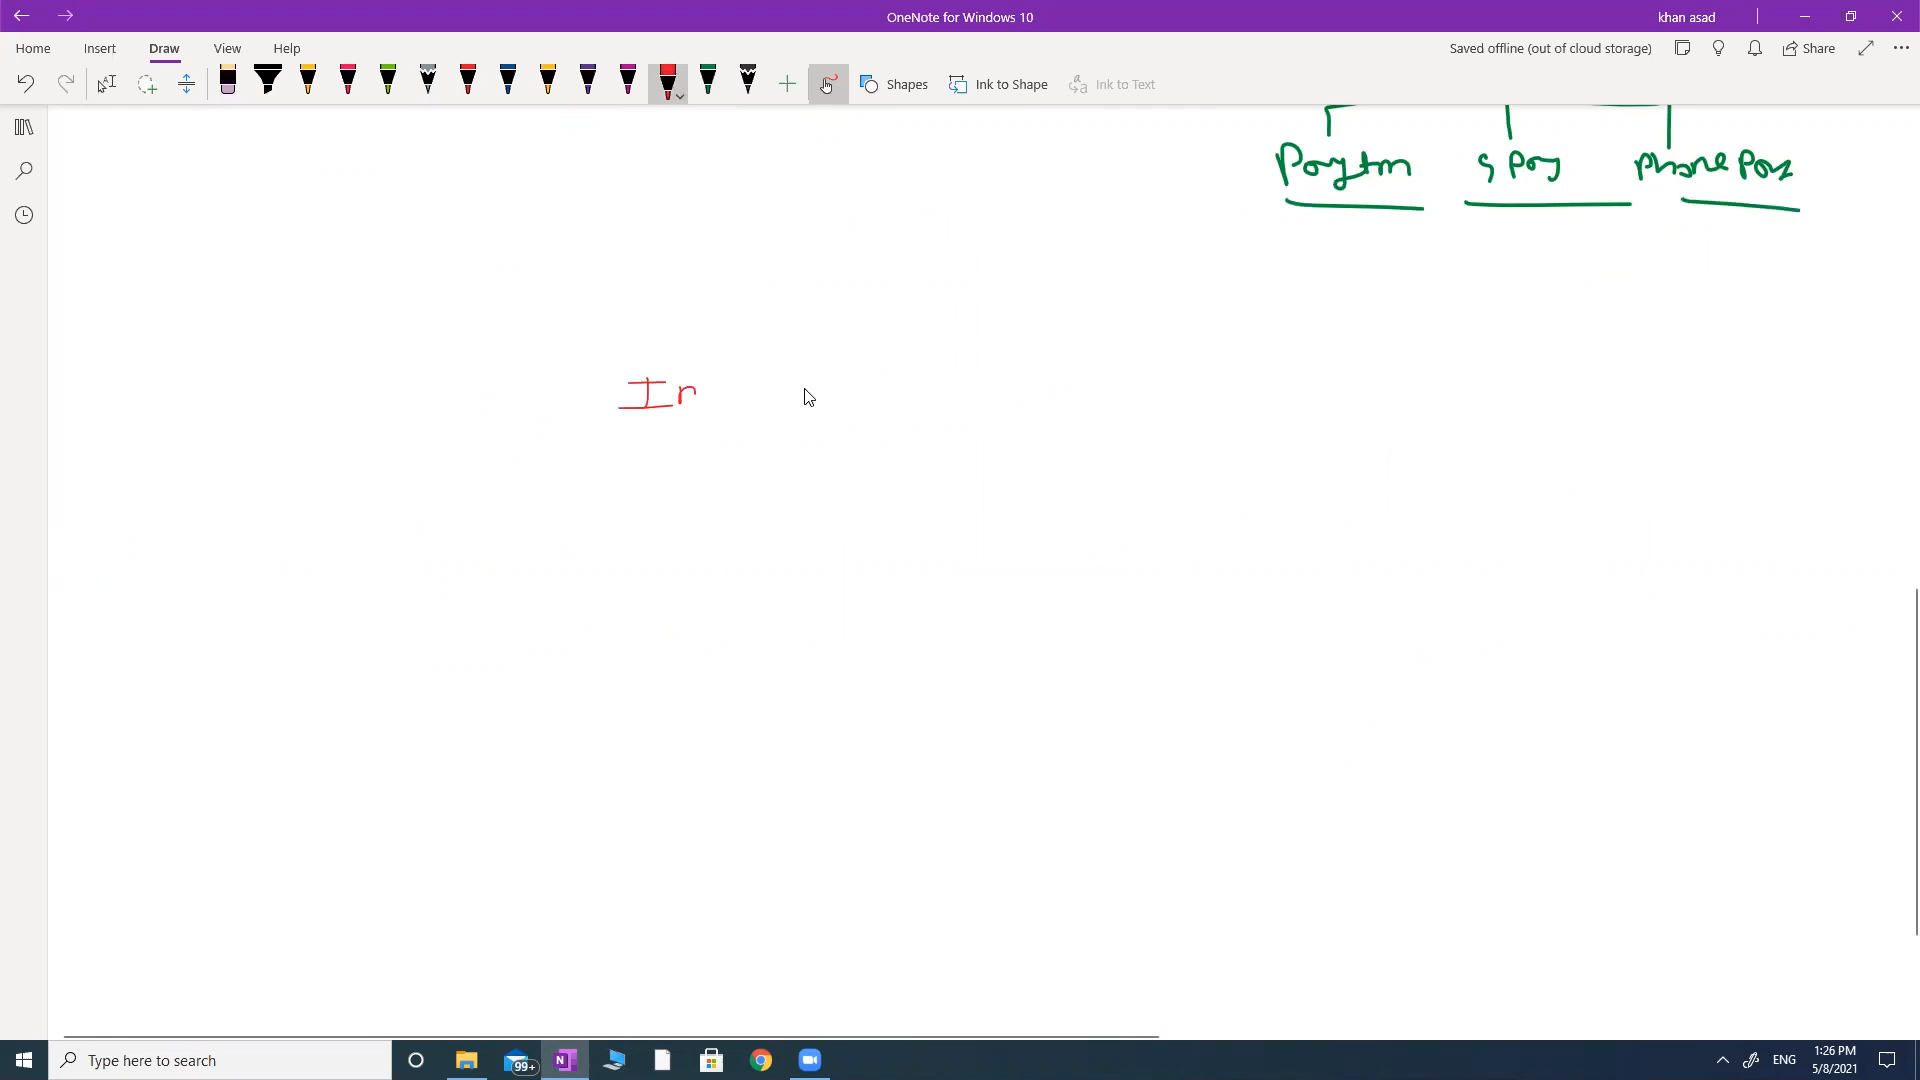 OneNote for Windows 10
khan asad
Home Insert Draw View Help
Saved offline (out of cloud storage)
Share
Shapes
Ink to Shape
Ink to Text
Paytm G Pay Phone Pay
In
Type here to search
99+
ENG
1:26 PM
5/8/2021